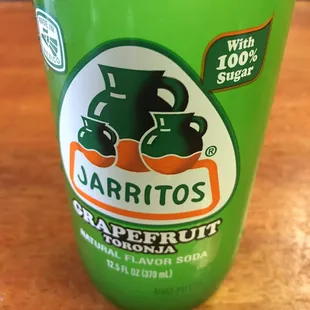 With
100%
Sugar
JARRITOS®
GRAPEFRUIT
TORONJA
NATURAL FLAVOR SODA
12.5 FL OZ (370 mL)